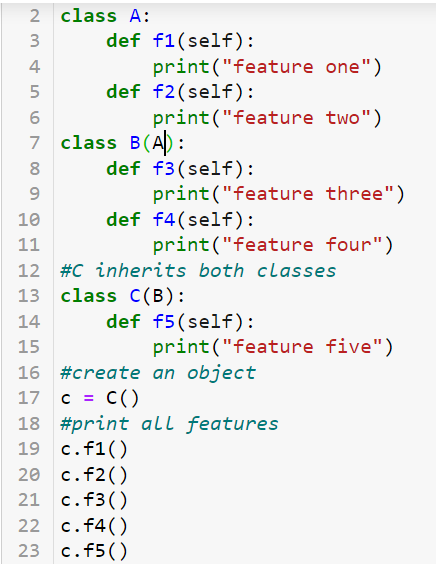 2 class A:
3     def f1(self):
4         print("feature one")
5     def f2(self):
6         print("feature two")
7 class B(A):
8     def f3(self):
9         print("feature three")
10     def f4(self):
11         print("feature four")
12 #C inherits both classes
13 class C(B):
14     def f5(self):
15         print("feature five")
16 #create an object
17 c = C()
18 #print all features
19 c.f1()
20 c.f2()
21 c.f3()
22 c.f4()
23 c.f5()